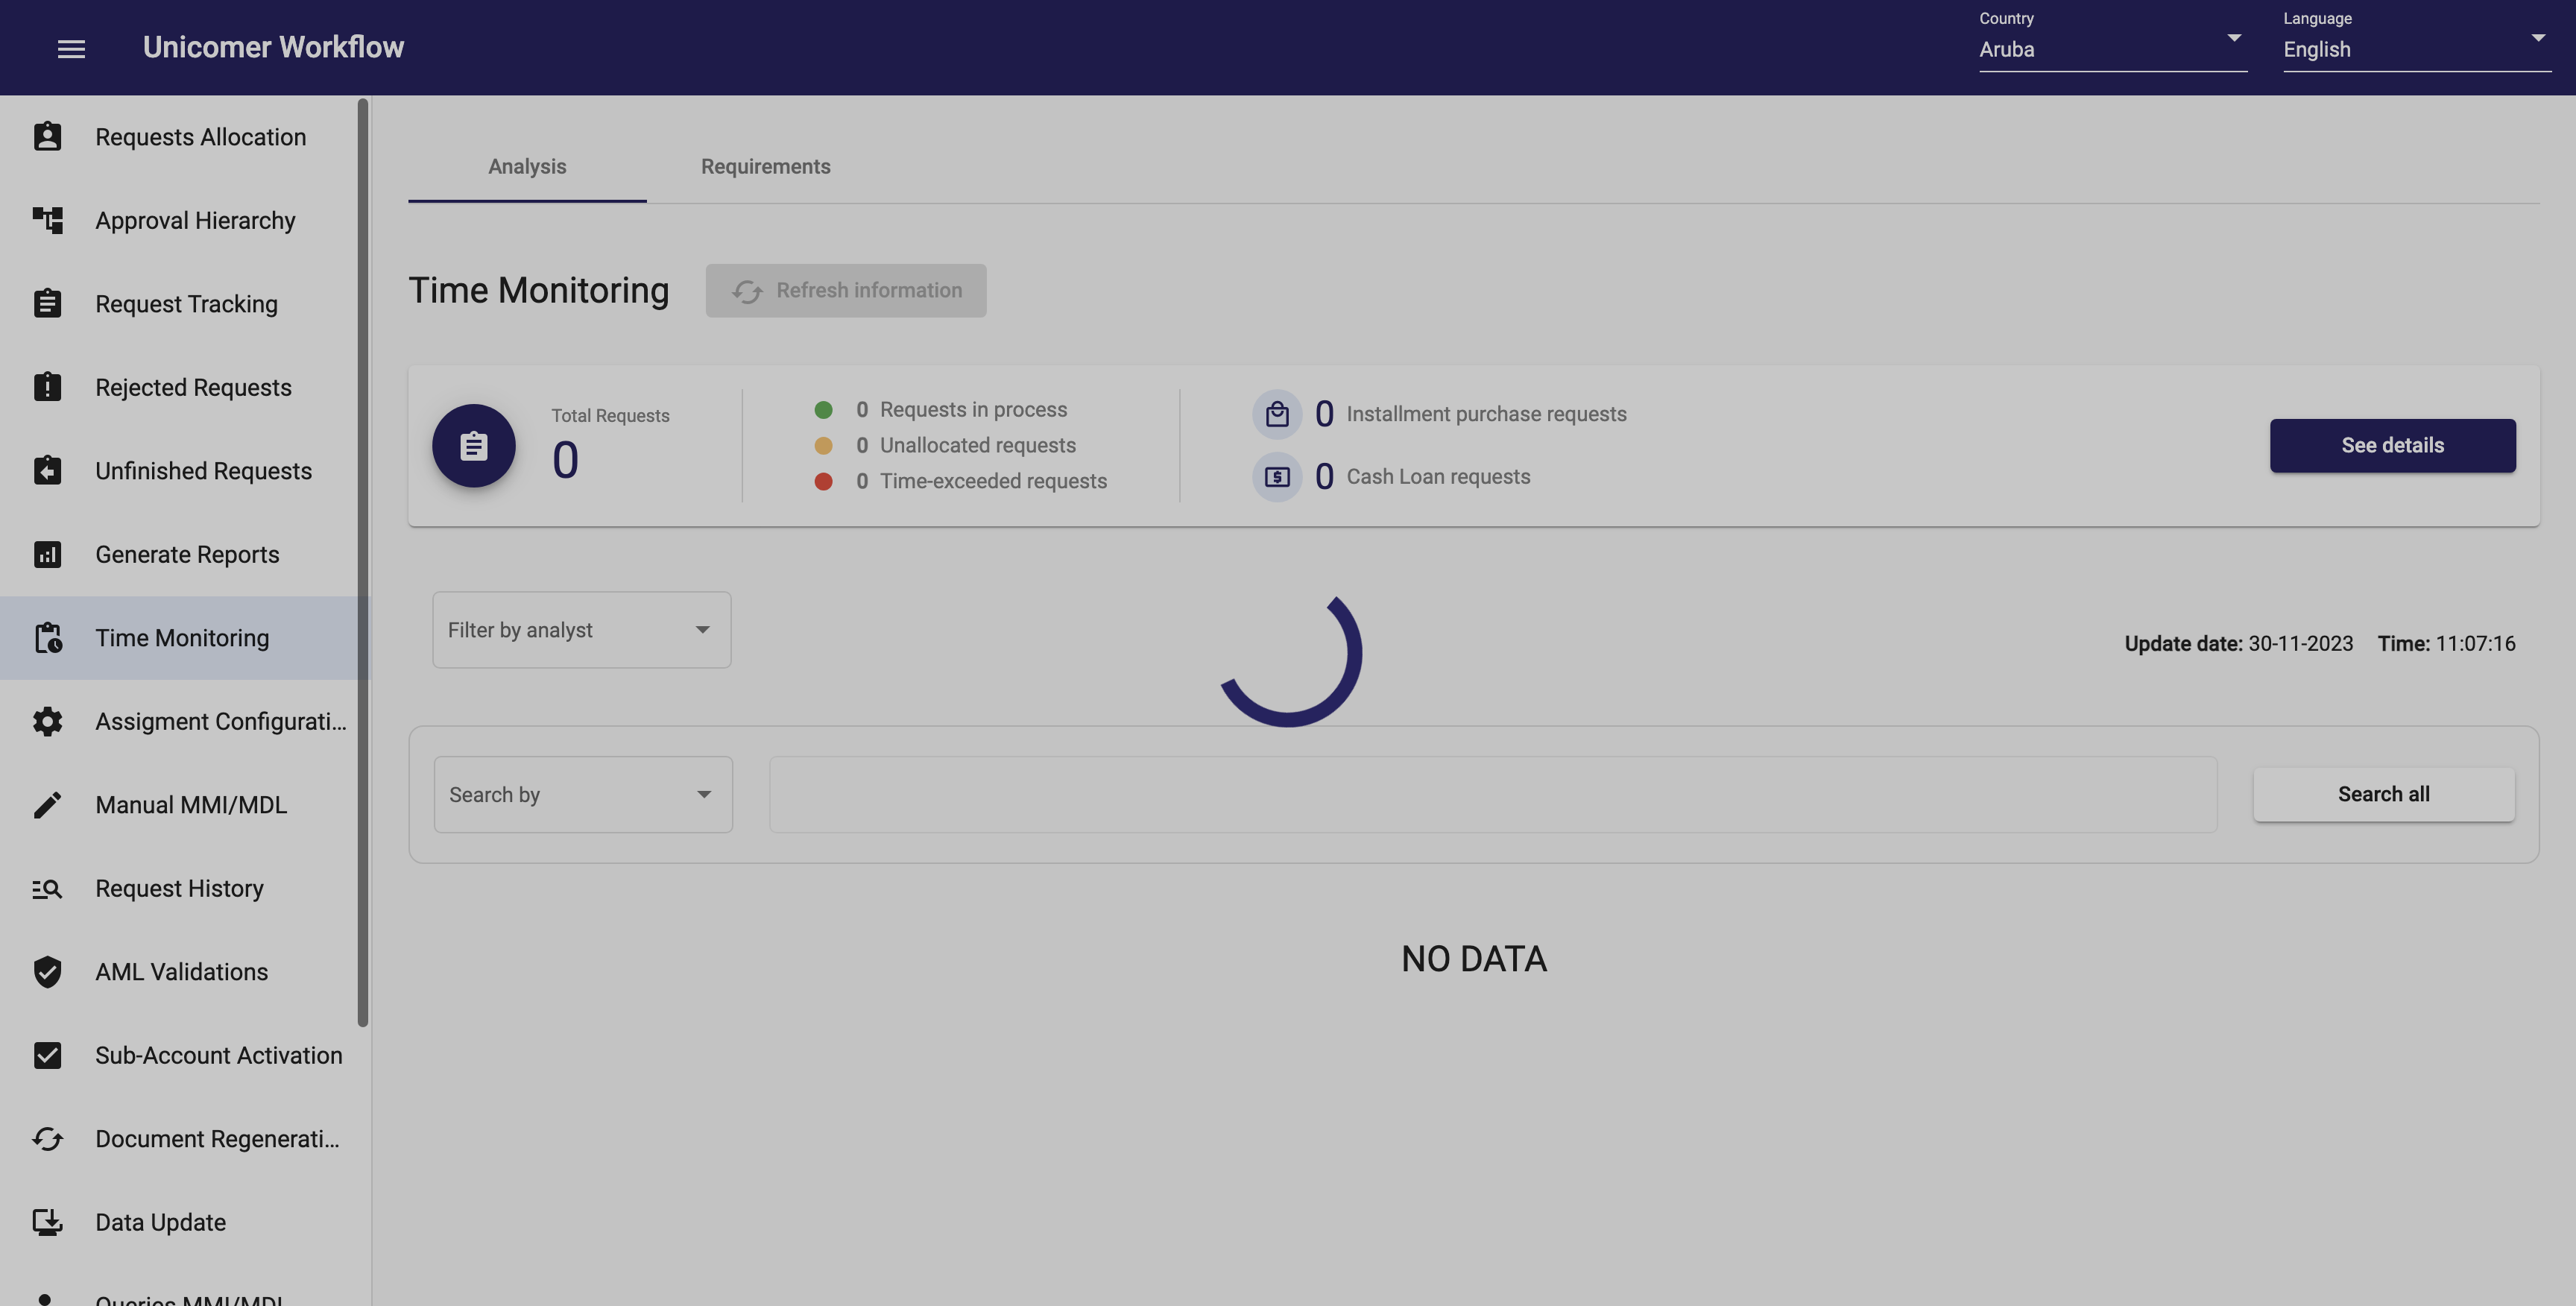 Unicomer Workflow
Country
Aruba
Language
English
Requests Allocation
Approval Hierarchy
Request Tracking
Rejected Requests
Unfinished Requests
Generate Reports
Time Monitoring
Assigment Configurati...
Manual MMI/MDL
Request History
AML Validations
Sub-Account Activation
Document Regenerati...
Data Update
Queries MMI/MDL
Analysis
Requirements
Time Monitoring
Refresh information
Total Requests
0
0 Requests in process
0 Unallocated requests
0 Time-exceeded requests
0 Installment purchase requests
0 Cash Loan requests
See details
Filter by analyst
Update date: 30-11-2023 Time: 11:07:16
Search by
Search all
NO DATA